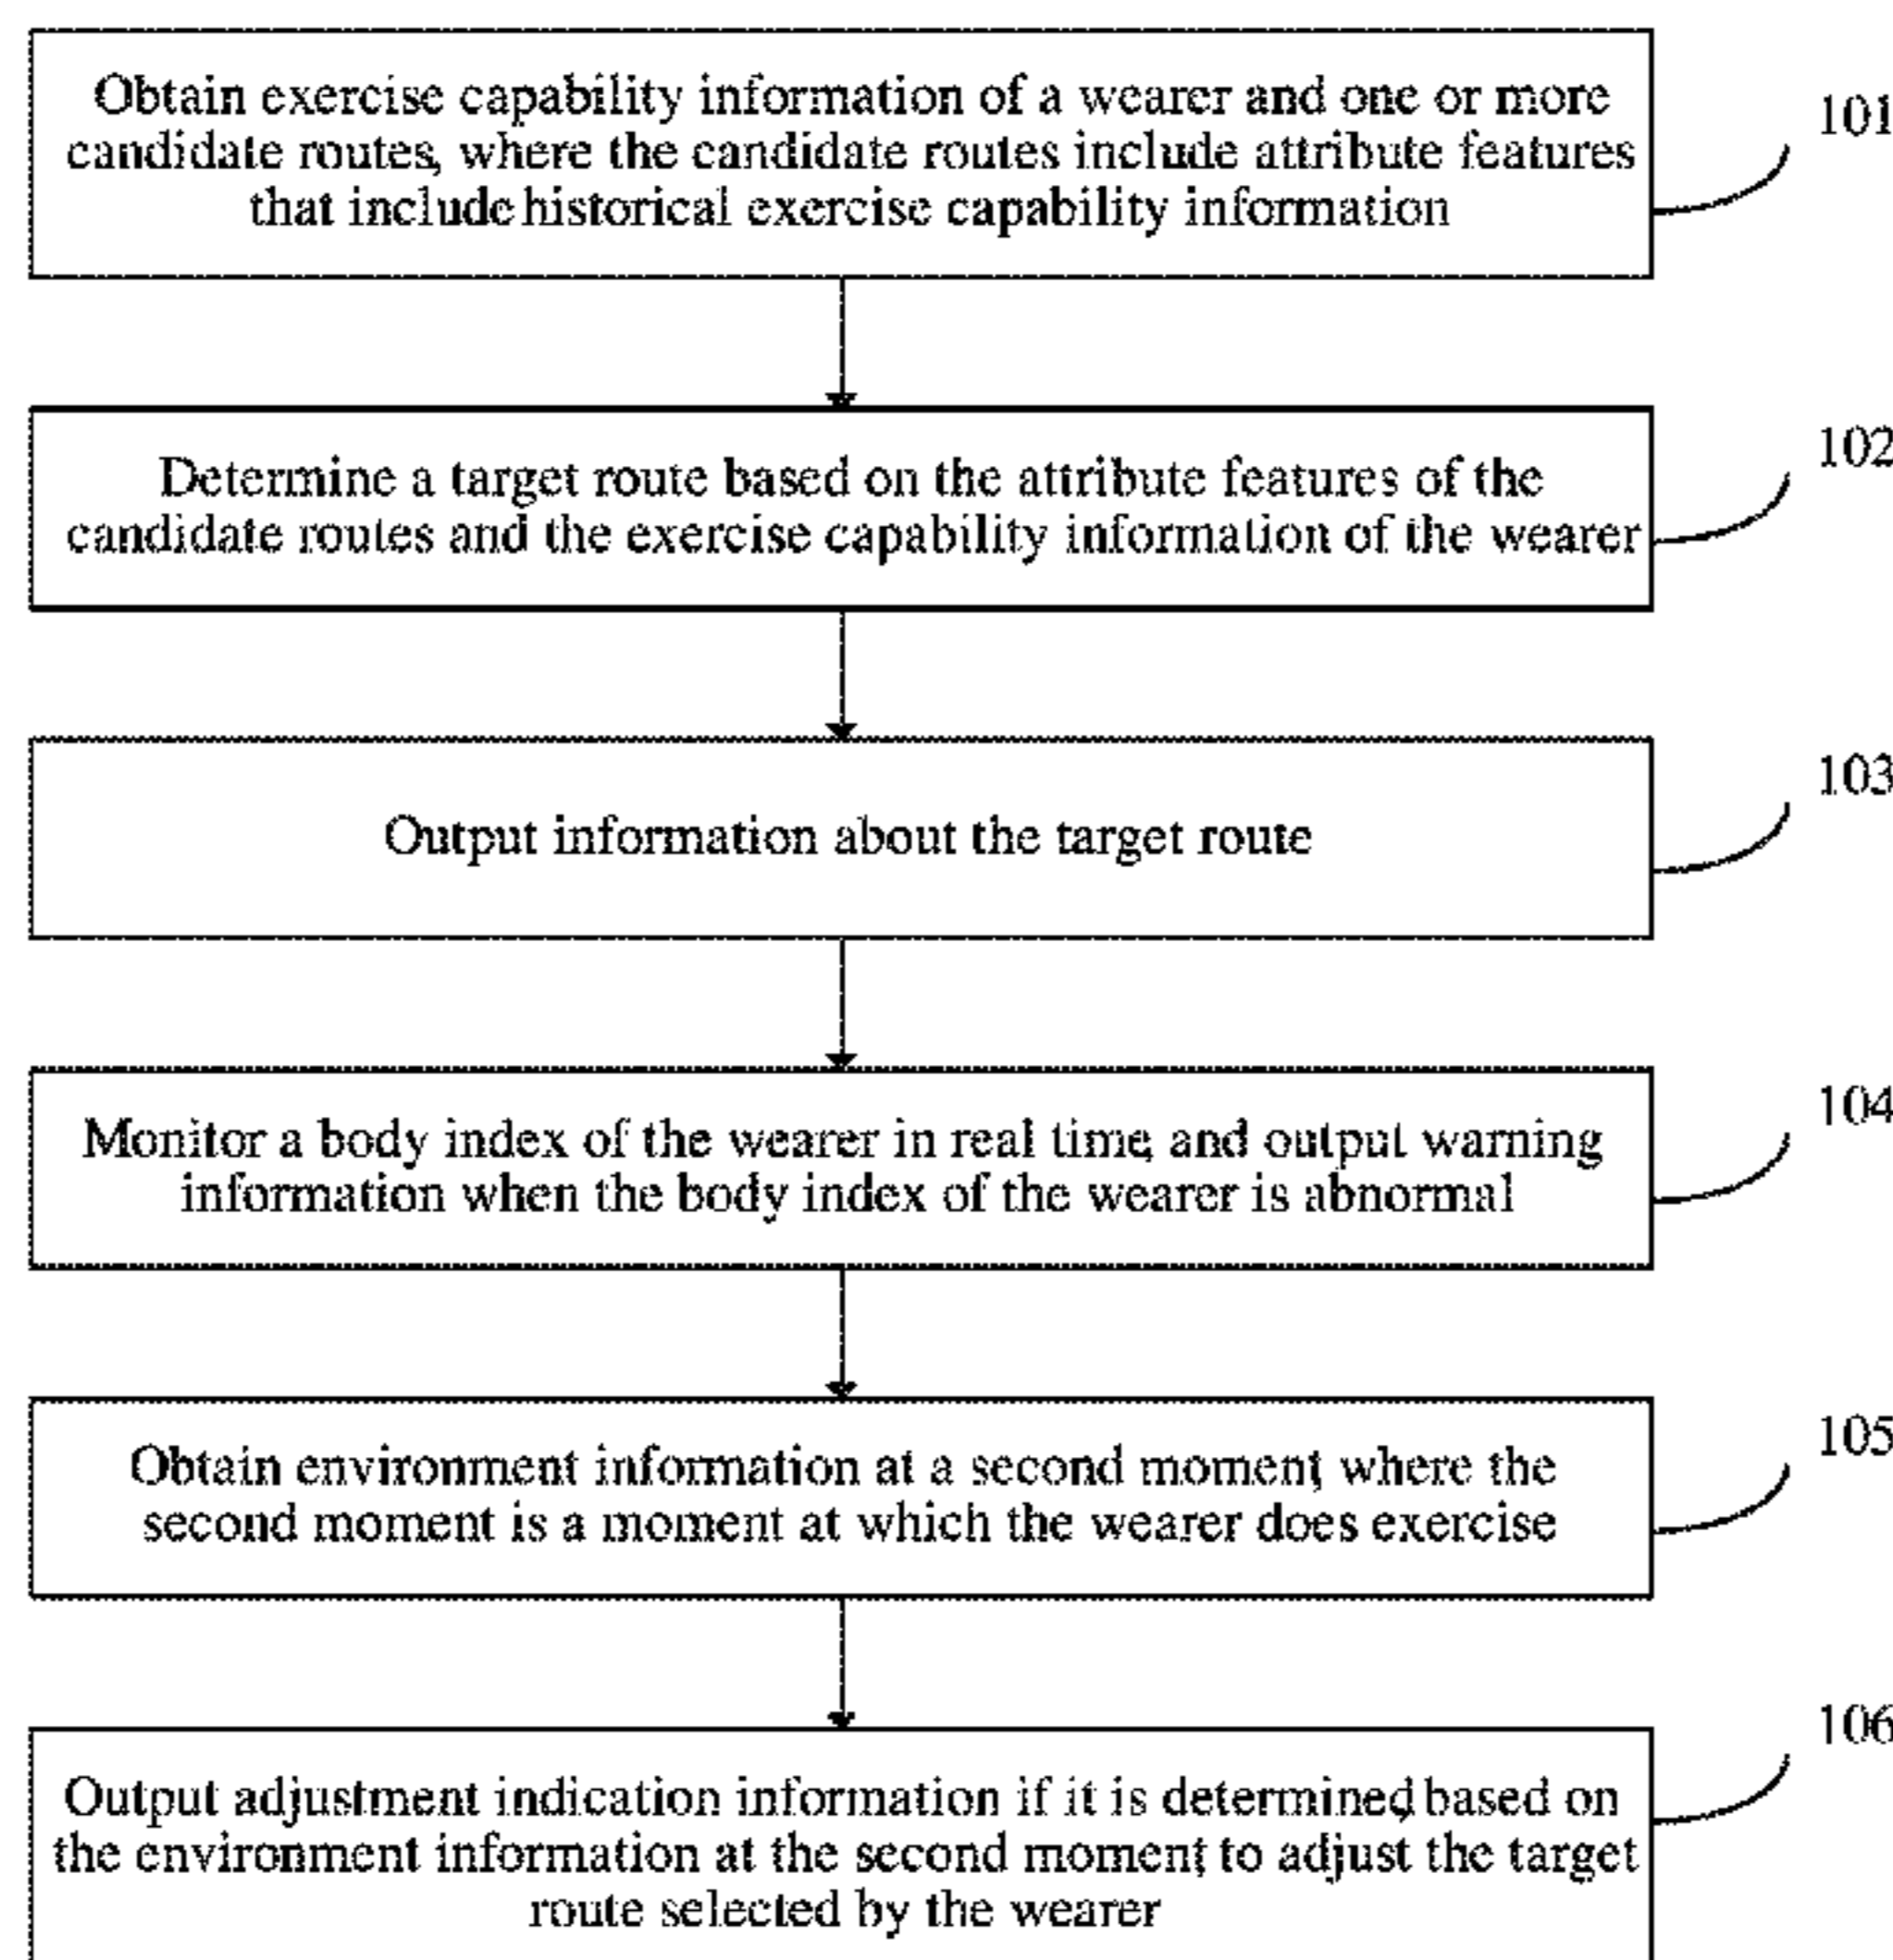 Obtain exercise capability information of a wearer and one or more
candidate routes, where the candidate routes include attribute features
that include historical exercise capability information
101
Determine a target route based on the attribute features of the
candidate routes and the exercise capability information of the wearer
102
Output information about the target route
103
Monitor a body index of the wearer in real time, and output warning
information when the body index of the wearer is abnormal
104
Obtain environment information at a second moment, where the
second moment is a moment at which the wearer does exercise
105
Output adjustment indication information if it is determined, based on
the environment information at the second moment, to adjust the target
route selected by the wearer
106